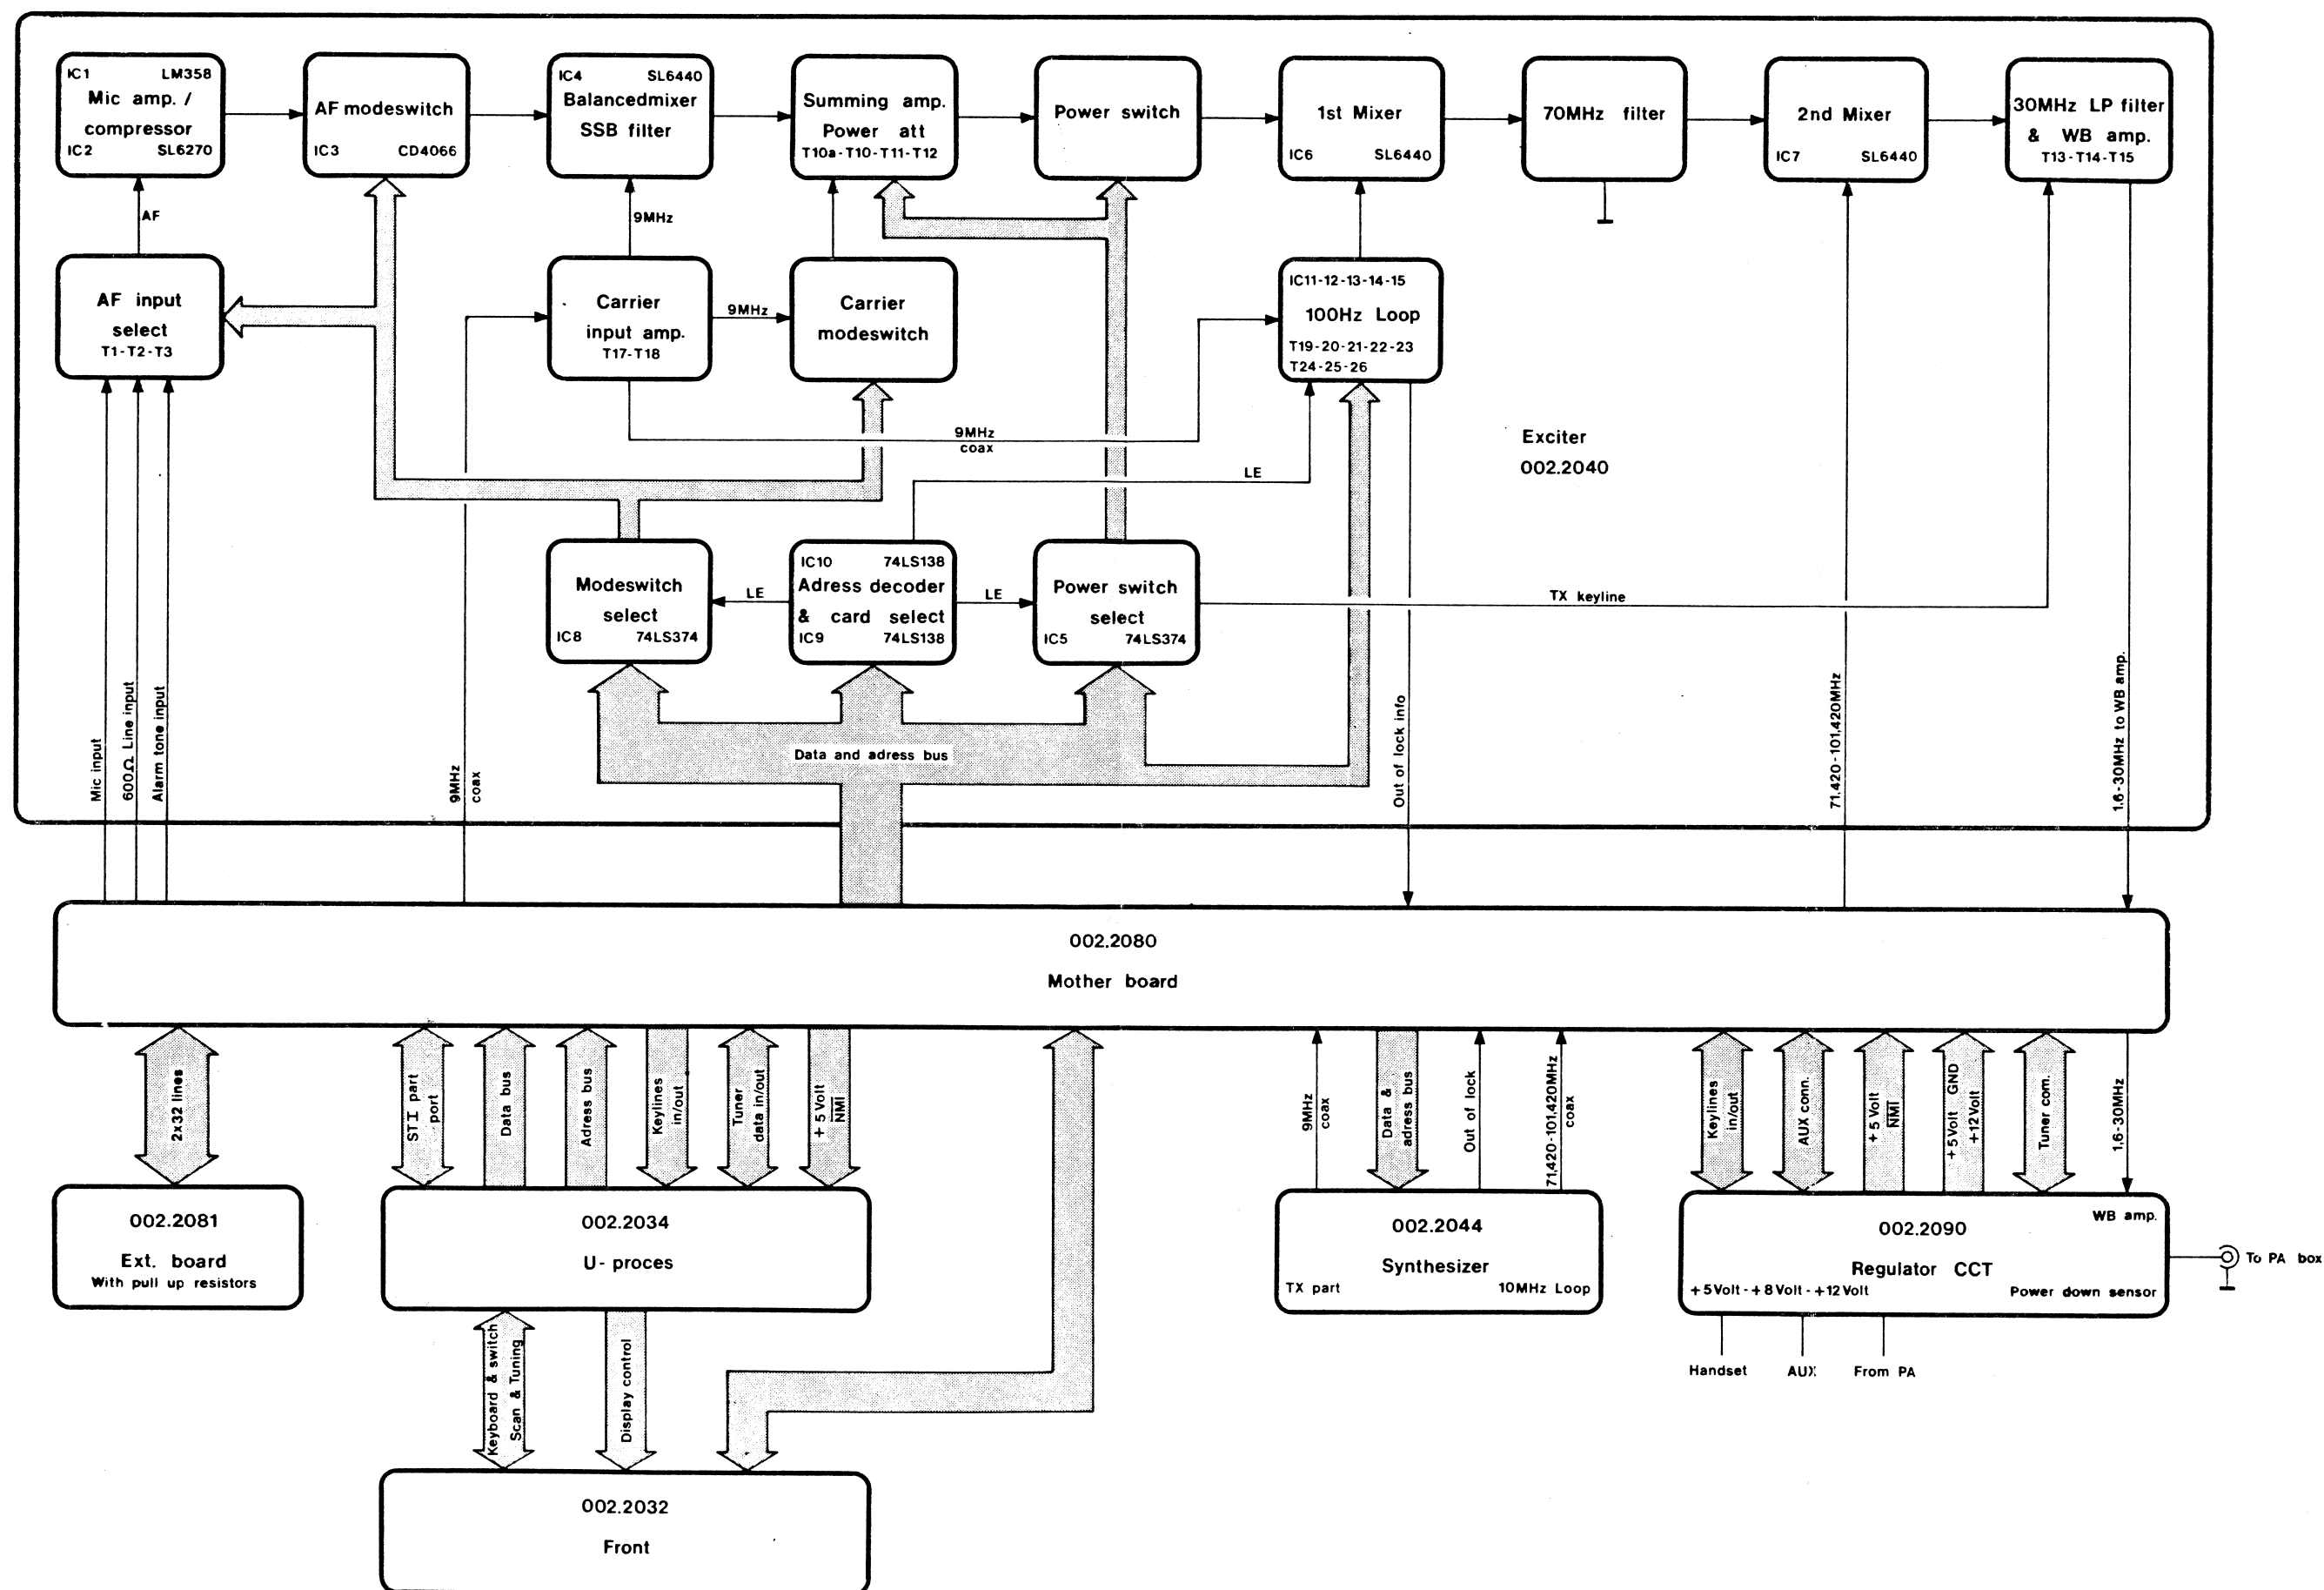 IC1 LM358
Mic amp. /
compressor
IC2 SL6270
AF modeswitch
IC3 CD4066
IC4 SL6440
Balancedmixer
SSB filter
Summing amp.
Power att
T10a-T10-T11-T12
Power switch
1st Mixer
IC6 SL6440
70MHz filter
2nd Mixer
IC7 SL6440
30MHz LP filter
& WB amp.
T13-T14-T15
AF
9MHz
AF input
select
T1-T2-T3
Carrier
input amp.
T17-T18
9MHz
Carrier
modeswitch
IC11-12-13-14-15
100Hz Loop
T19-20-21-22-23
T24-25-26
9MHz
coax
LE
Exciter
002.2040
Modeswitch
select
IC8 74LS374
LE
IC10 74LS138
Adress decoder
& card select
IC9 74LS138
LE
Power switch
select
IC5 74LS374
TX keyline
Mic input
600Ω Line input
Alarm tone input
9MHz
coax
Data and adress bus
Out of lock info
71,420-101,420MHz
1.6-30MHz to WB amp.
002.2080
Mother board
2x32 lines
STI part
port
Data bus
Adress bus
Keylines
in/out
Tuner
data in/out
+5 Volt
NMI
9MHz
coax
Data &
adress bus
Out of lock
71,420-101,420MHz
coax
Keylines
in/out
AUX conn.
+5 Volt
NMI
+5 Volt GND
+12 Volt
Tuner com.
1.6-30MHz
002.2081
Ext. board
With pull up resistors
002.2034
U-proces
002.2044
Synthesizer
TX part 10MHz Loop
WB amp.
002.2090
Regulator CCT
+5 Volt - +8 Volt - +12 Volt Power down sensor
To PA box
Handset AUX From PA
Keyboard & switch
Scan & Tuning
Display control
002.2032
Front